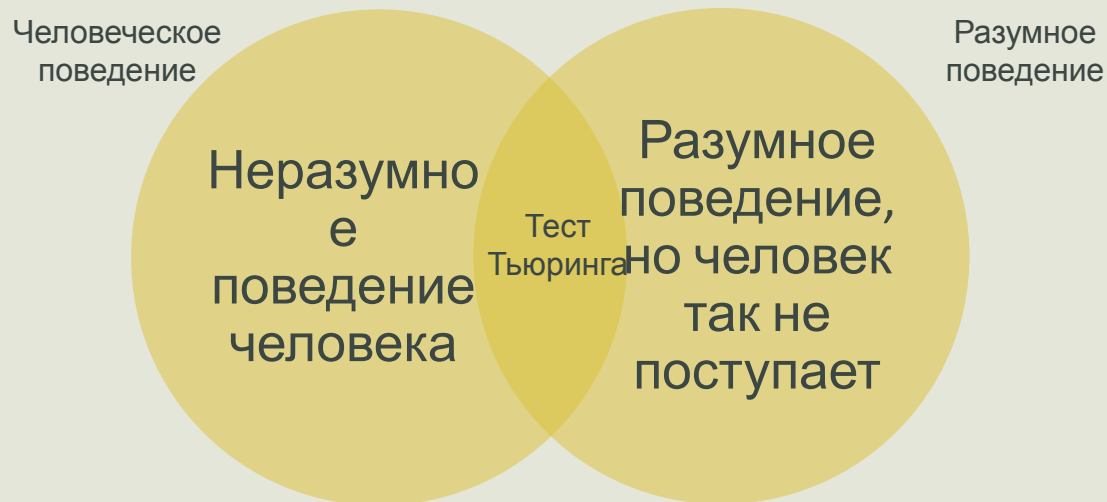 Человеческое
поведение
Разумное
поведение
Неразумно
е
поведение
человека
Тест
Тьюринга
Разумное
поведение,
но человек
так не
поступает